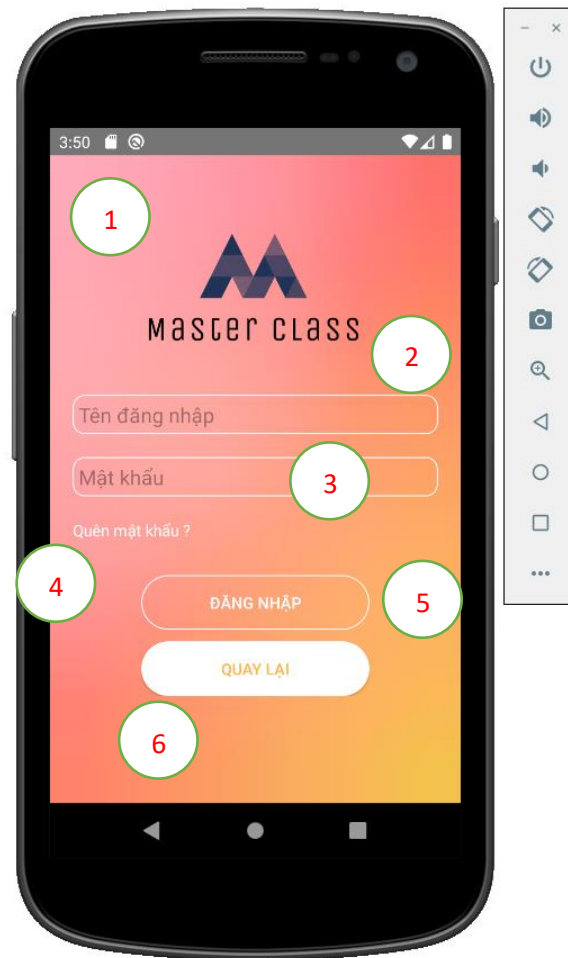 3:50
1
Master Class
2
Tên đăng nhập
Mật khẩu
3
Quên mật khẩu ?
4
ĐĂNG NHẬP
5
QUAY LẠI
6